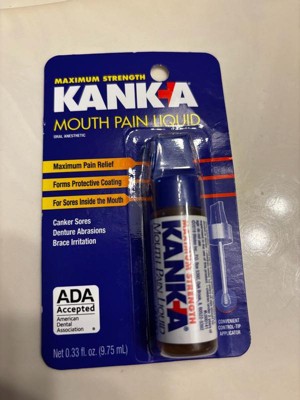 MAXIMUM STRENGTH
KANK-A
MOUTH PAIN LIQUID
ORAL ANESTHETIC
Maximum Pain Relief
Forms Protective Coating
For Sores Inside the Mouth
Canker Sores
Denture Abrasions
Brace Irritation
ADA
Accepted
American
Dental
Association
Net 0.33 fl. oz. (9.75 mL)
MAXIMUM STRENGTH
KANK-A
MOUTH PAIN LIQUID
CONVENIENT
CONTROL-TIP
APPLICATOR